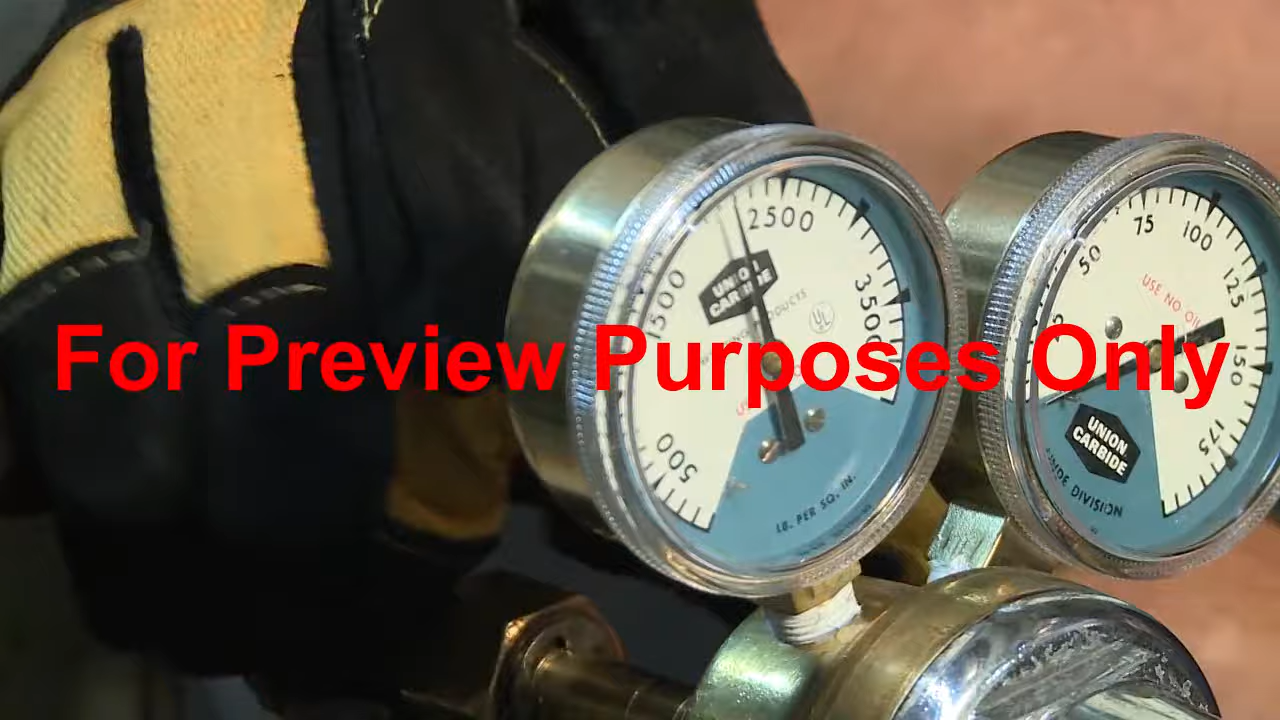 2500
1500
3500
500
UNION
CARBIDE
LB. PER SQ. IN.
For Preview Purposes Only
50
75
100
125
150
175
USE NO OIL
UNION
CARBIDE
LINDE DIVISION